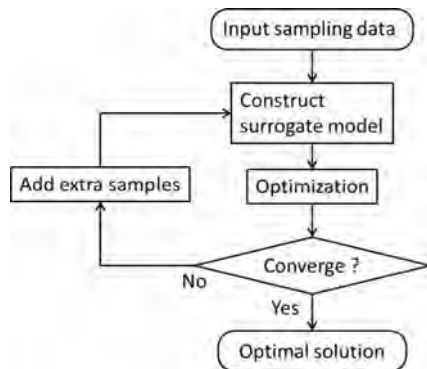 Input sampling data
Construct
surrogate model
Add extra samples
Optimization
Converge ?
No
Yes
Optimal solution